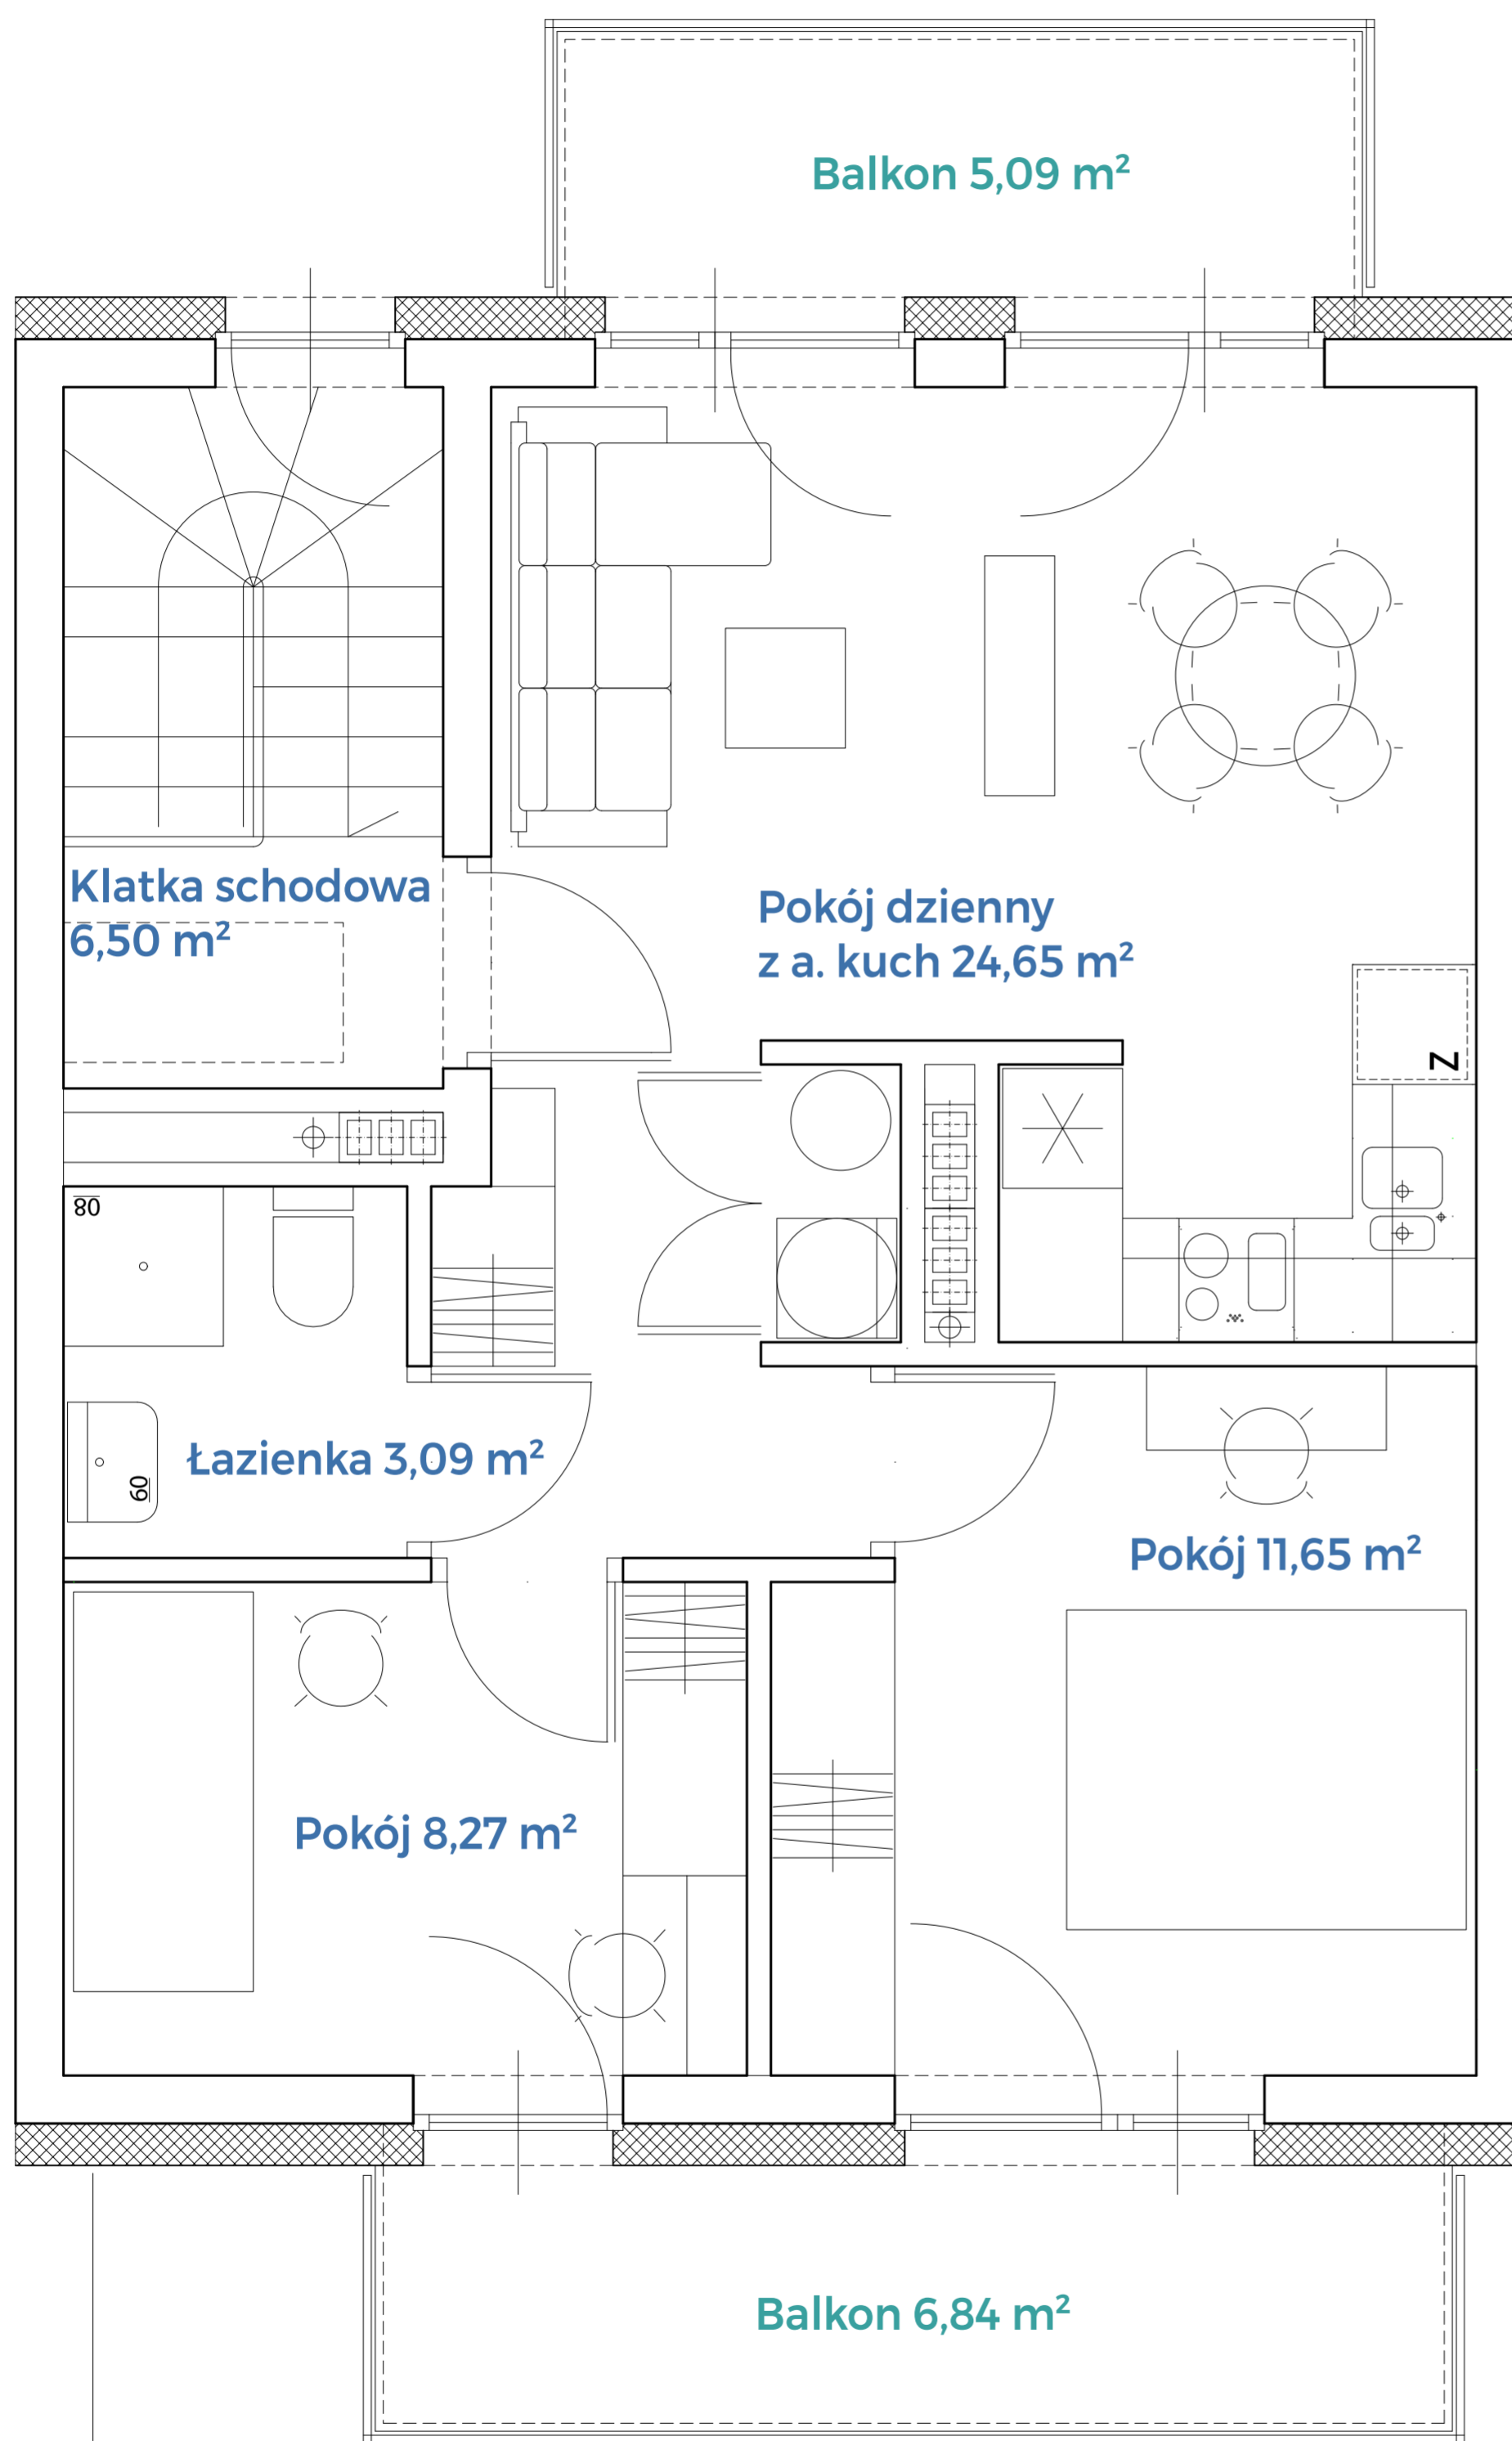 Balkon 5,09 m²
Klatka schodowa
6,50 m²
Pokój dzienny
z a. kuch 24,65 m²
Z
80
Łazienka 3,09 m²
60
Pokój 11,65 m²
Pokój 8,27 m²
Balkon 6,84 m²